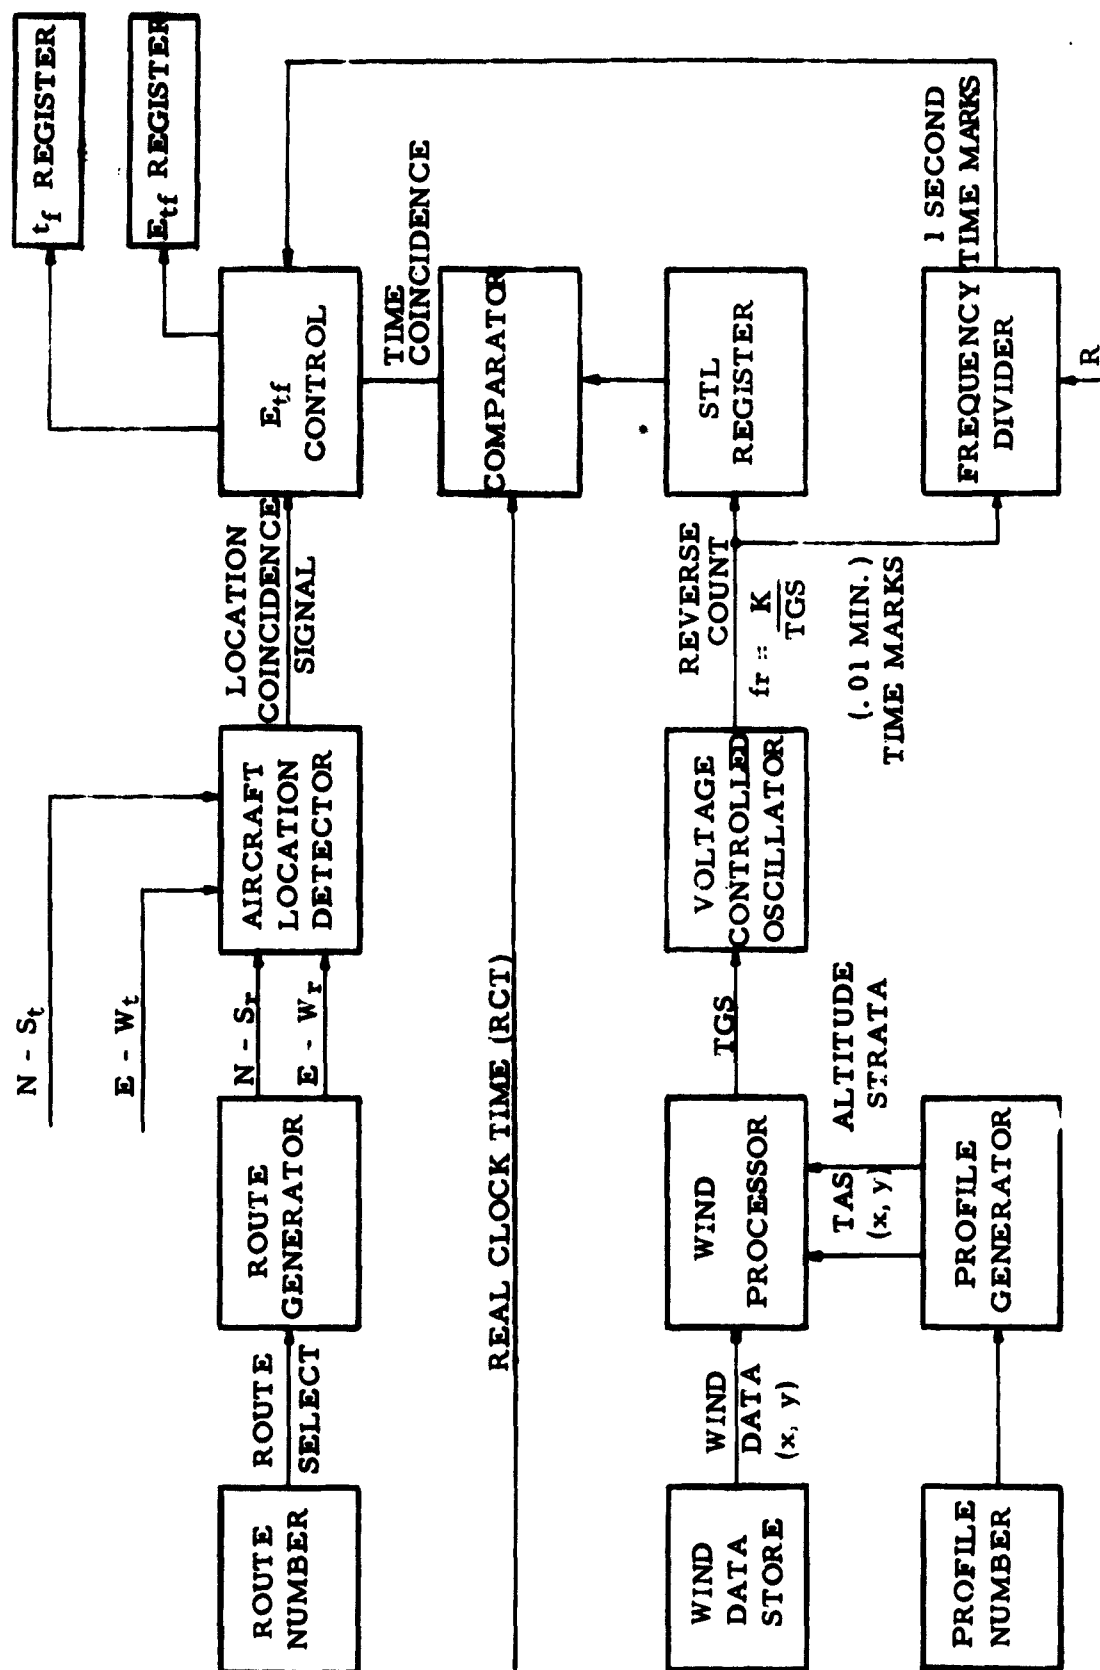 ROUTE
NUMBER
ROUTE
SELECT
ROUTE
GENERATOR
N - Sr
E - Wr
N - St
E - Wt
AIRCRAFT
LOCATION
DETECTOR
LOCATION
COINCIDENCE
SIGNAL
Etf
CONTROL
tf REGISTER
Etf REGISTER
REAL CLOCK TIME (RCT)
COMPARATOR
TIME
COINCIDENCE
WIND
DATA
STORE
WIND
DATA
(x, y)
WIND
PROCESSOR
TGS
VOLTAGE
CONTROLLED
OSCILLATOR
REVERSE
COUNT
fr = K
TGS
STL
REGISTER
PROFILE
NUMBER
PROFILE
GENERATOR
TAS
(x, y)
ALTITUDE
STRATA
(.01 MIN.)
TIME MARKS
FREQUENCY
DIVIDER
1 SECOND
TIME MARKS
R